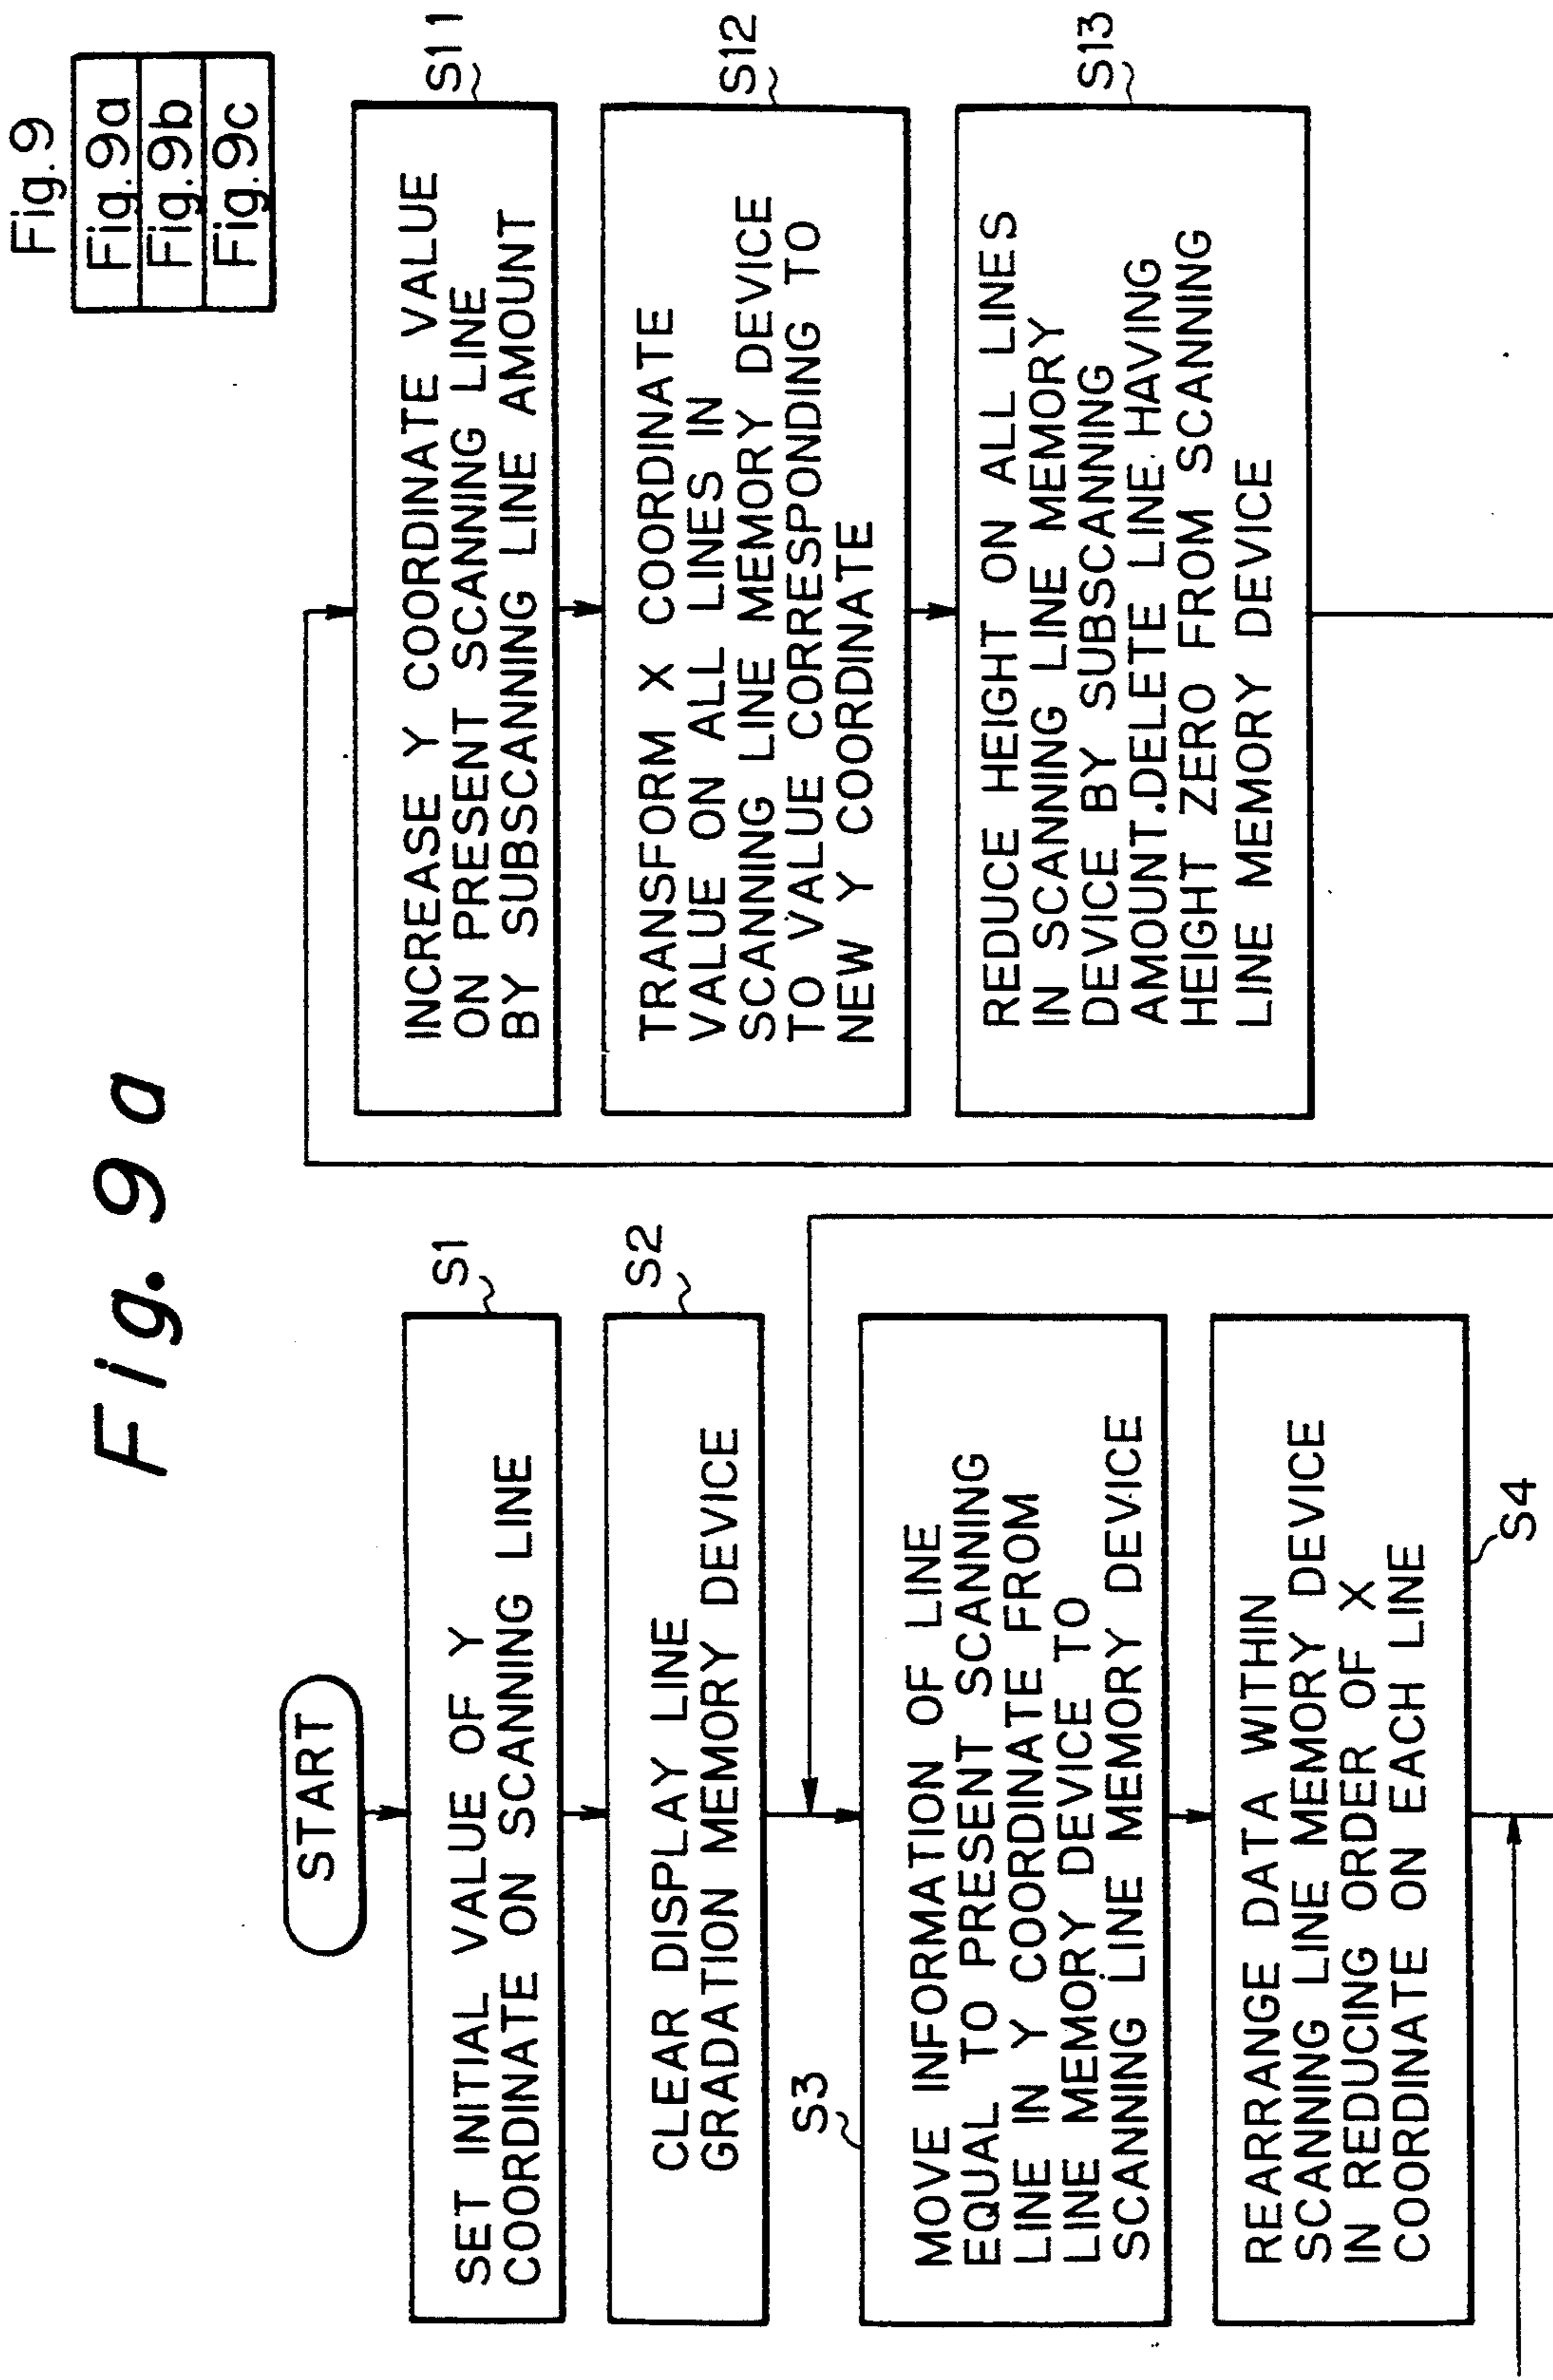 Fig. 9a
Fig. 9
Fig. 9a
Fig. 9b
Fig. 9c
START
SET INITIAL VALUE OF Y
COORDINATE ON SCANNING LINE
S1
CLEAR DISPLAY LINE
GRADATION MEMORY DEVICE
S2
S3
MOVE INFORMATION OF LINE
EQUAL TO PRESENT SCANNING
LINE IN Y COORDINATE FROM
LINE MEMORY DEVICE TO
SCANNING LINE MEMORY DEVICE
REARRANGE DATA WITHIN
SCANNING LINE MEMORY DEVICE
IN REDUCING ORDER OF X
COORDINATE ON EACH LINE
S4
INCREASE Y COORDINATE VALUE
ON PRESENT SCANNING LINE
BY SUBSCANNING LINE AMOUNT
S11
TRANSFORM X COORDINATE
VALUE ON ALL LINES IN
SCANNING LINE MEMORY DEVICE
TO VALUE CORRESPONDING TO
NEW Y COORDINATE
S12
REDUCE HEIGHT ON ALL LINES
IN SCANNING LINE MEMORY
DEVICE BY SUBSCANNING
AMOUNT.DELETE LINE HAVING
HEIGHT ZERO FROM SCANNING
LINE MEMORY DEVICE
S13